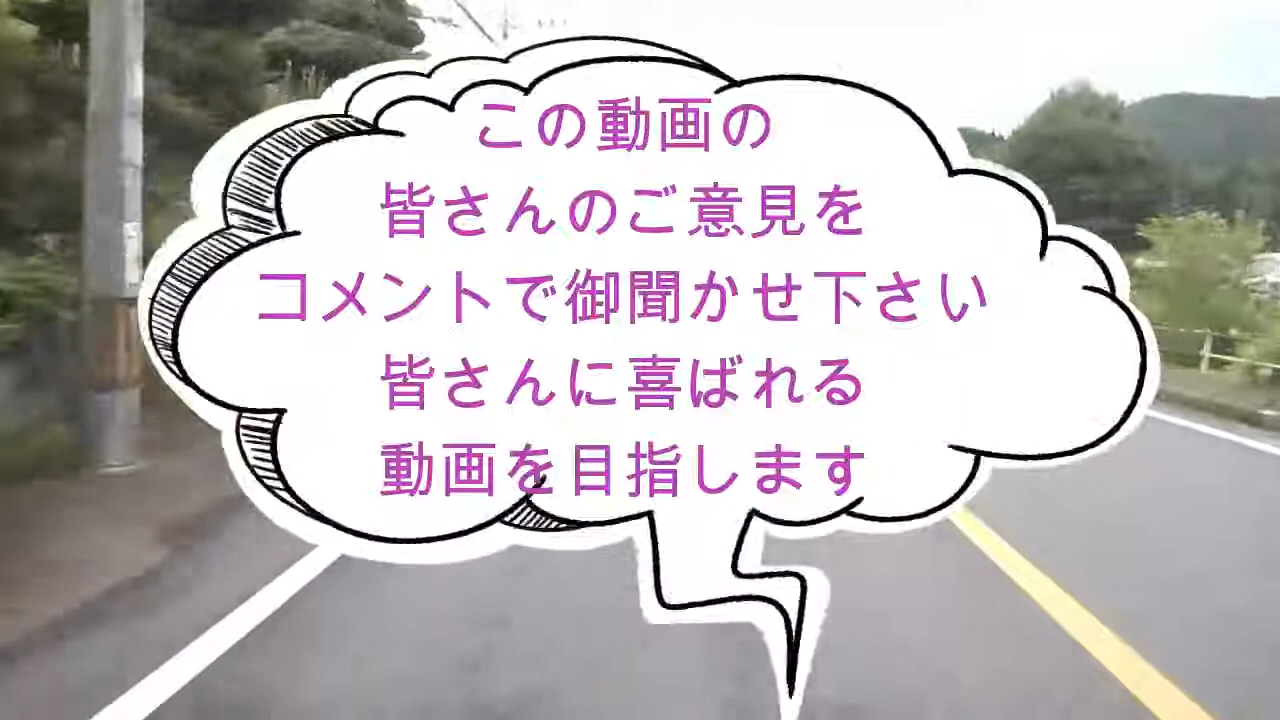 この動画の
皆さんのご意見を
コメントで御聞かせ下さい
皆さんに喜ばれる
動画を目指します